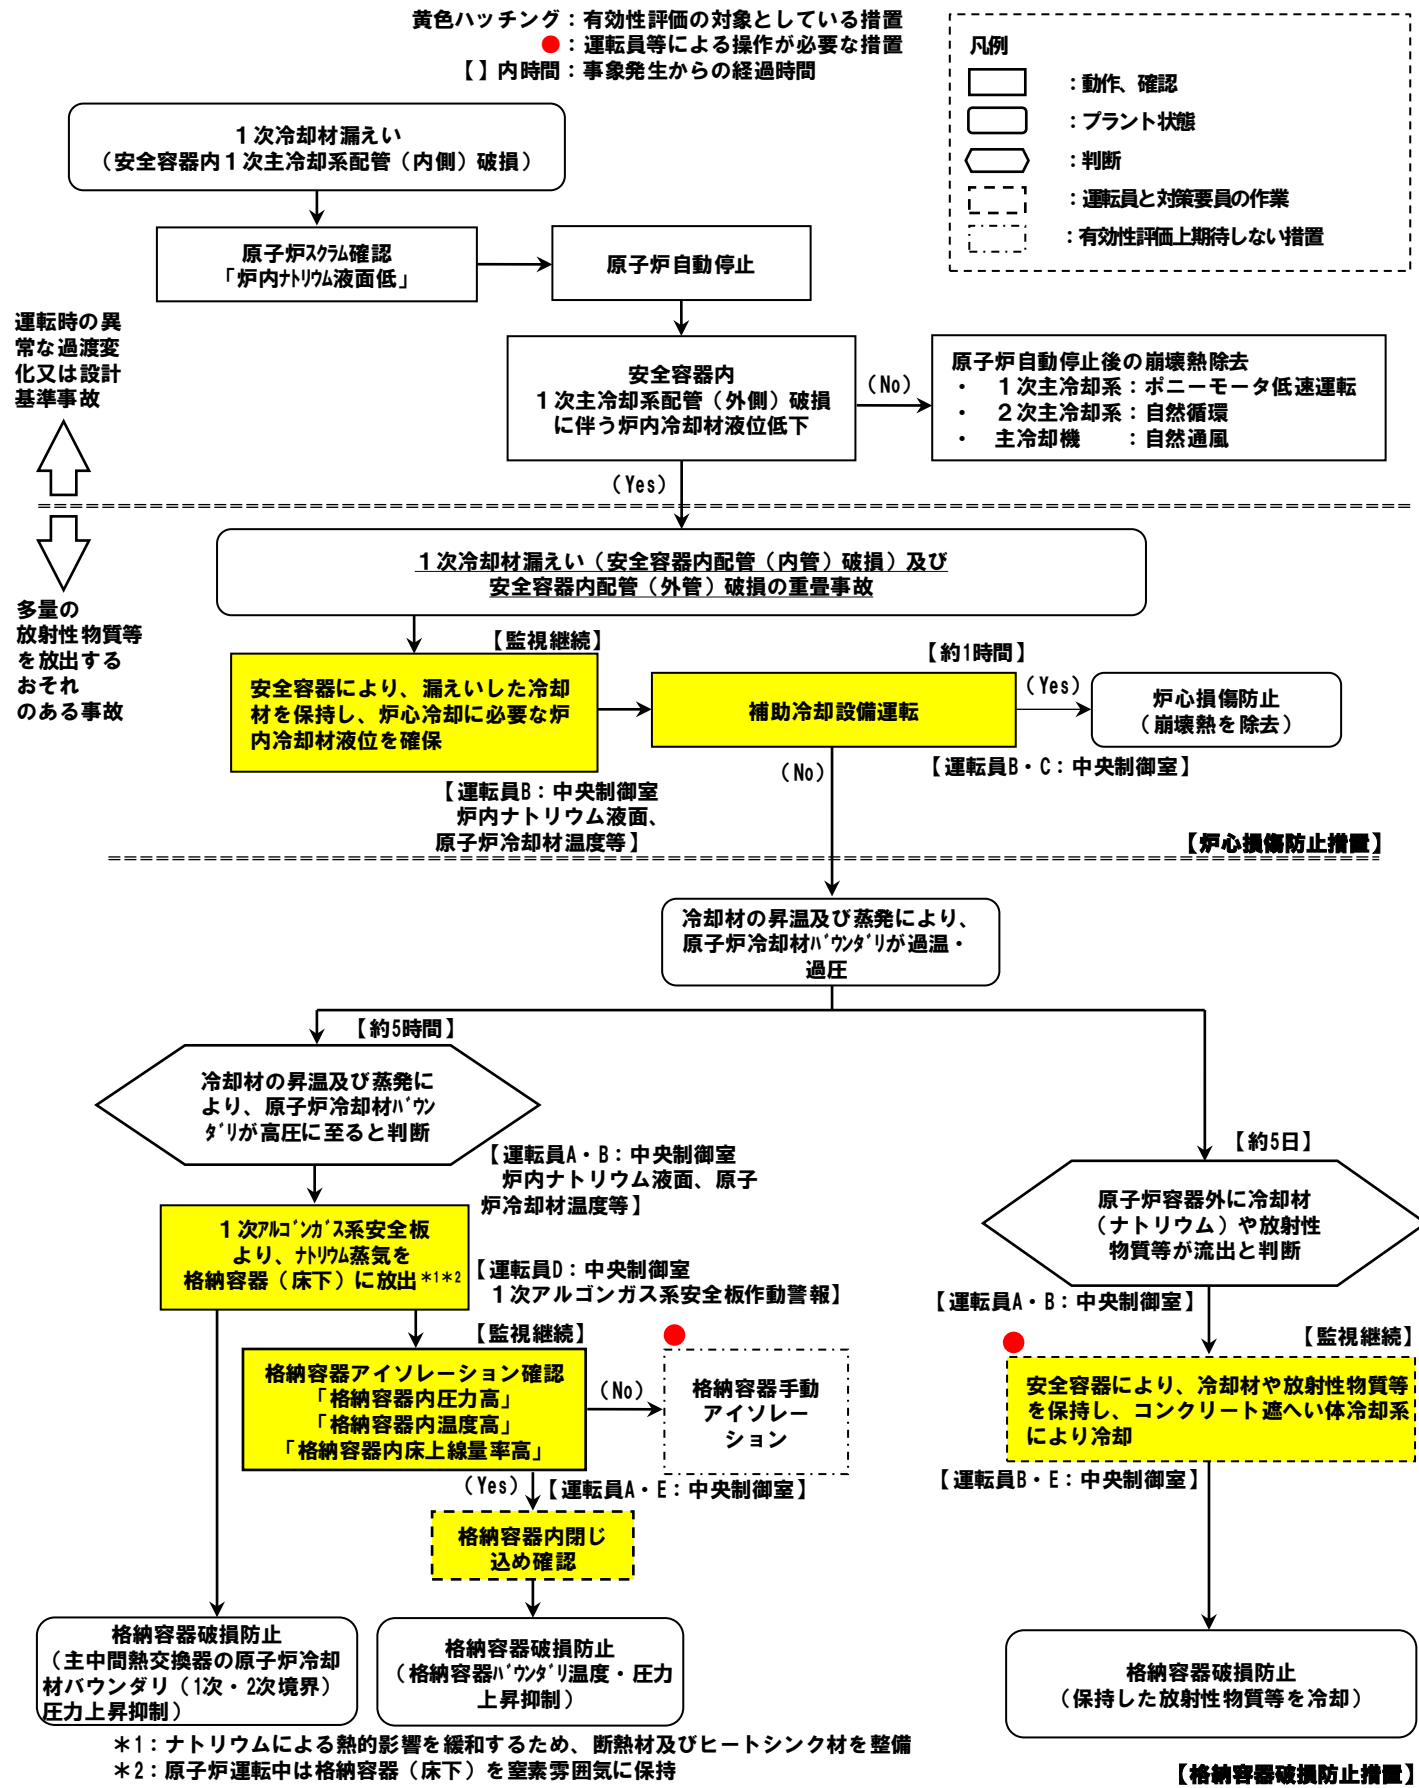 黄色ハッチング：有効性評価の対象としている措置
●：運転員等による操作が必要な措置
【】内時間：事象発生からの経過時間
凡例
：動作、確認
：プラント状態
：判断
：運転員と対策要員の作業
：有効性評価上期待しない措置
１次冷却材漏えい
（安全容器内１次主冷却系配管（内側）破損）
原子炉ｽｸﾗﾑ確認
「炉内ﾅﾄﾘｳﾑ液面低」
原子炉自動停止
運転時の異
常な過渡変
化又は設計
基準事故
安全容器内
１次主冷却系配管（外側）破損
に伴う炉内冷却材液位低下
（No）
原子炉自動停止後の崩壊熱除去
・　１次主冷却系：ポニーモータ低速運転
・　２次主冷却系：自然循環
・　主冷却機　　：自然通風
（Yes）
多量の
放射性物質等
を放出する
おそれ
のある事故
１次冷却材漏えい（安全容器内配管（内管）破損）及び
安全容器内配管（外管）破損の重畳事故
【監視継続】
安全容器により、漏えいした冷却
材を保持し、炉心冷却に必要な炉
内冷却材液位を確保
【運転員B：中央制御室
炉内ナトリウム液面、
原子炉冷却材温度等】
【約1時間】
補助冷却設備運転
（Yes）
炉心損傷防止
（崩壊熱を除去）
（No）
【運転員B・C：中央制御室】
【炉心損傷防止措置】
冷却材の昇温及び蒸発により、
原子炉冷却材ﾊﾞｳﾝﾀﾞﾘが過温・
過圧
【約5時間】
冷却材の昇温及び蒸発に
より、原子炉冷却材ﾊﾞｳﾝ
ﾀﾞﾘが高圧に至ると判断
【運転員A・B：中央制御室
炉内ナトリウム液面、原子
炉冷却材温度等】
１次ｱﾙｺﾞﾝｶﾞｽ系安全板
より、ﾅﾄﾘｳﾑ蒸気を
格納容器（床下）に放出＊1＊2
【運転員D：中央制御室
１次アルゴンガス系安全板作動警報】
【監視継続】
格納容器アイソレーション確認
「格納容器内圧力高」
「格納容器内温度高」
「格納容器内床上線量率高」
（No）
●
格納容器手動
アイソレー
ション
（Yes）
【運転員A・E：中央制御室】
格納容器内閉じ
込め確認
格納容器破損防止
（主中間熱交換器の原子炉冷却
材バウンダリ（1次・2次境界）
圧力上昇抑制）
格納容器破損防止
（格納容器ﾊﾞｳﾝﾀﾞﾘ温度・圧力
上昇抑制）
【約5日】
原子炉容器外に冷却材
（ナトリウム）や放射性
物質等が流出と判断
【運転員A・B：中央制御室】
●
【監視継続】
安全容器により、冷却材や放射性物質等
を保持し、コンクリート遮へい体冷却系
により冷却
【運転員B・E：中央制御室】
格納容器破損防止
（保持した放射性物質等を冷却）
＊1：ナトリウムによる熱的影響を緩和するため、断熱材及びヒートシンク材を整備
＊2：原子炉運転中は格納容器（床下）を窒素雰囲気に保持
【格納容器破損防止措置】